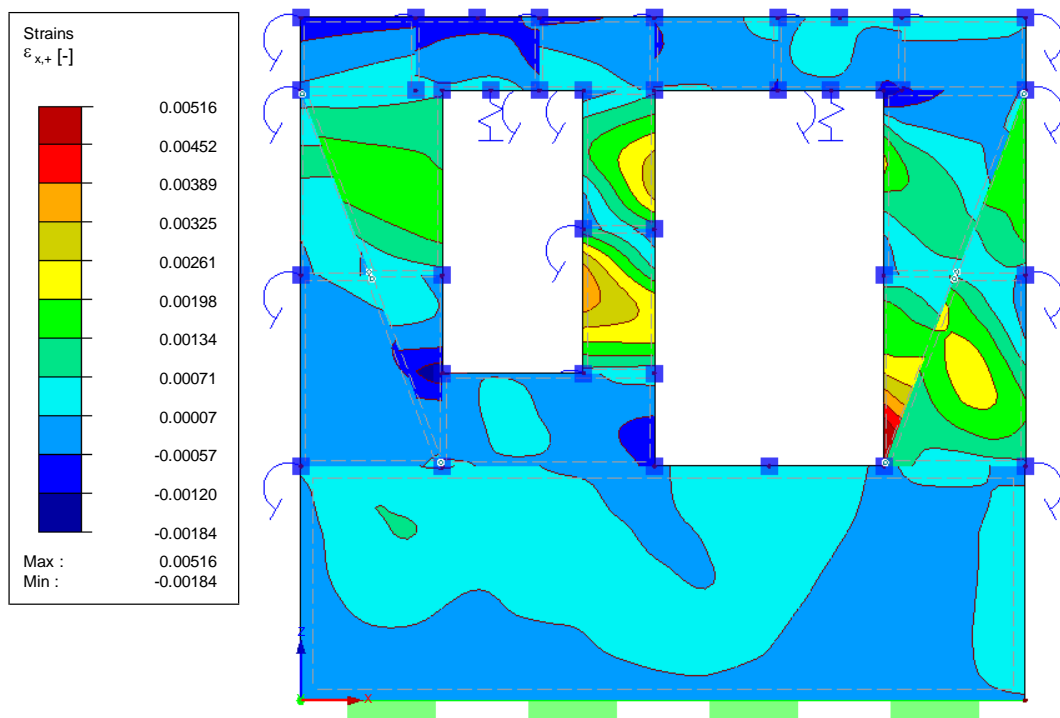 Strains
ε x,+ [-]
0.00516
0.00452
0.00389
0.00325
0.00261
0.00198
0.00134
0.00071
0.00007
-0.00057
-0.00120
-0.00184
Max : 0.00516
Min : -0.00184
Z
X